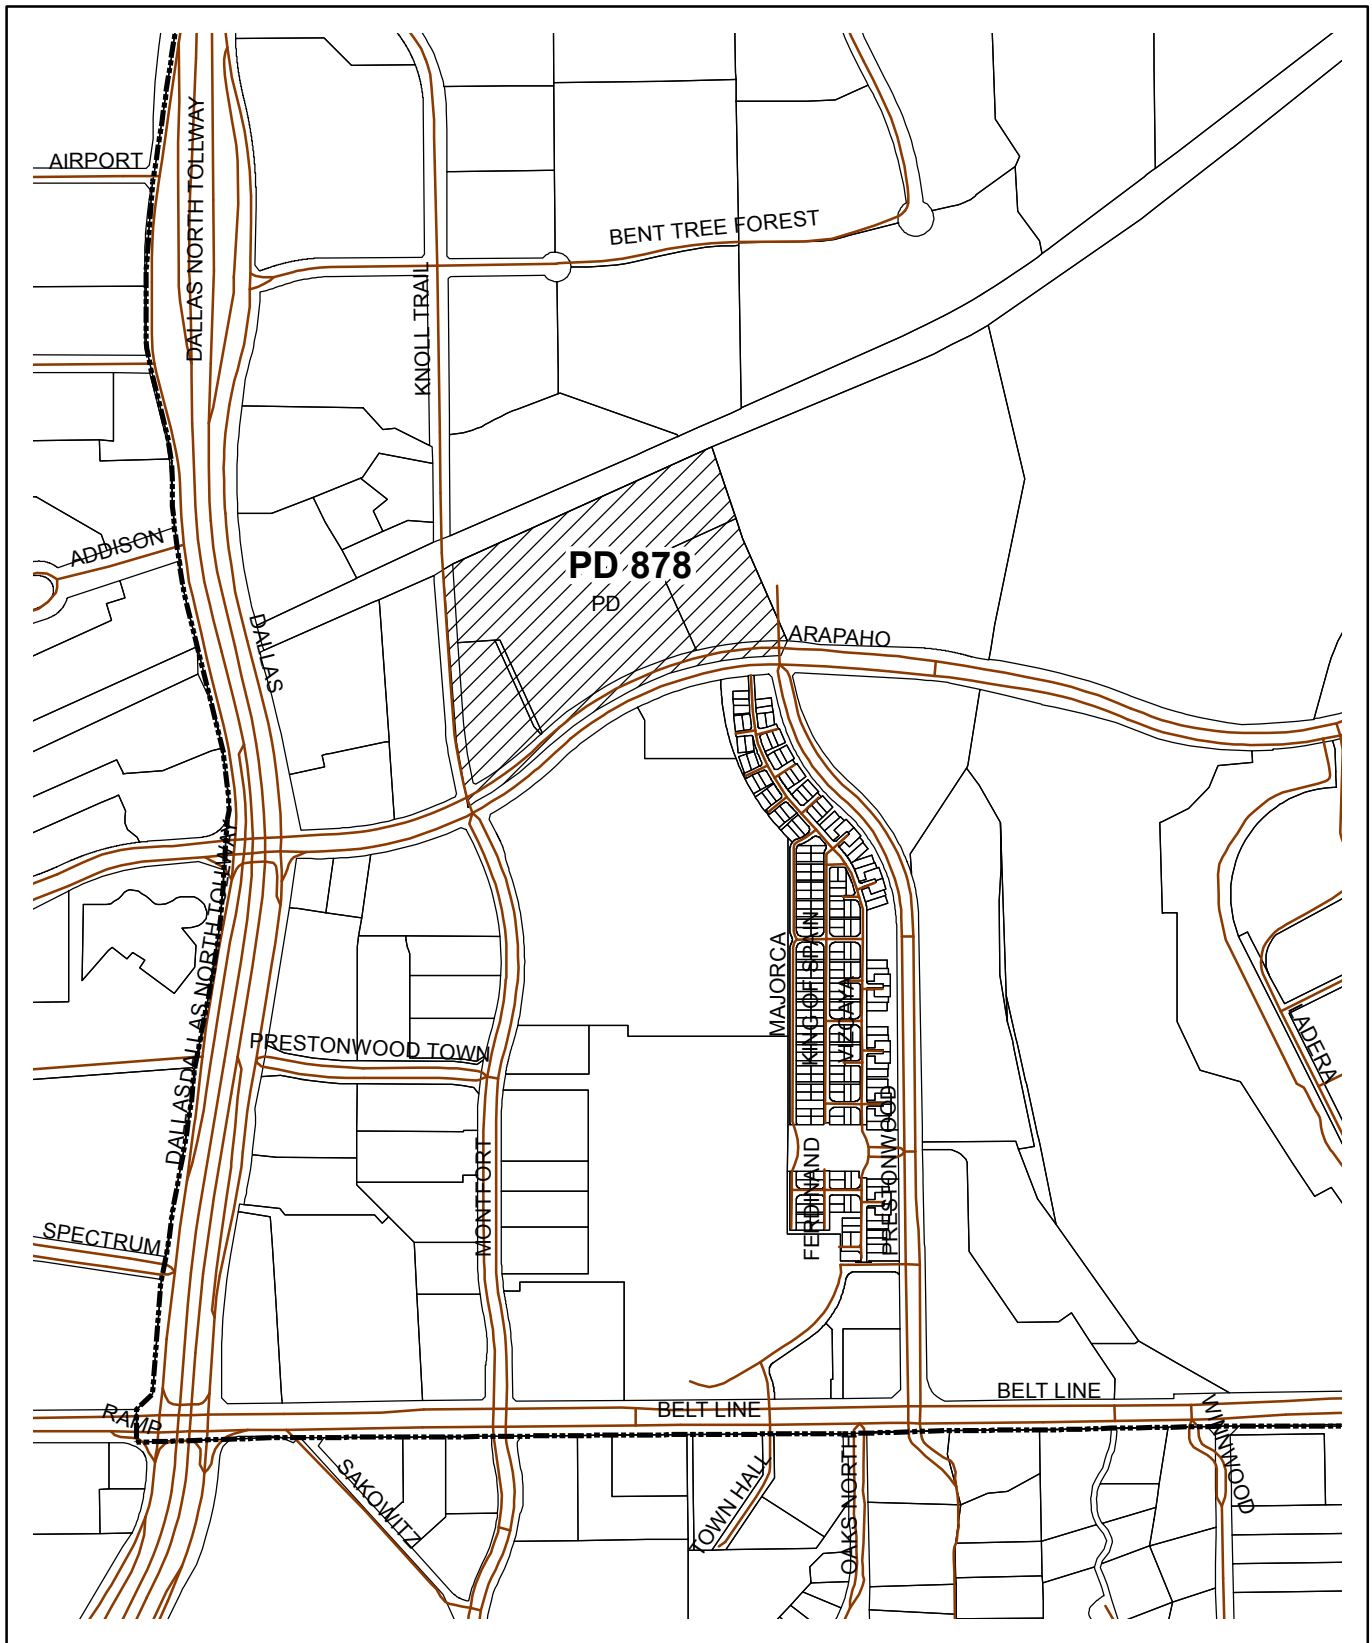 AIRPORT
DALLAS NORTH TOLLWAY
BENT TREE FOREST
KNOLL TRAIL
ADDISON
PD 878
PD
DALLAS
ARAPAHO
DALLAS NORTH TOLLWAY
DALLAS
MAJORCA
KING OF SPAIN
VIZCAYA
PRESTONWOOD TOWN
LADERA
PRESTONWOOD
FERDINAND
MONTFORT
SPECTRUM
BELT LINE
BELT LINE
RAMP
WINNWOOD
SAKOWITZ
TOWN HALL
OAKS NORTH